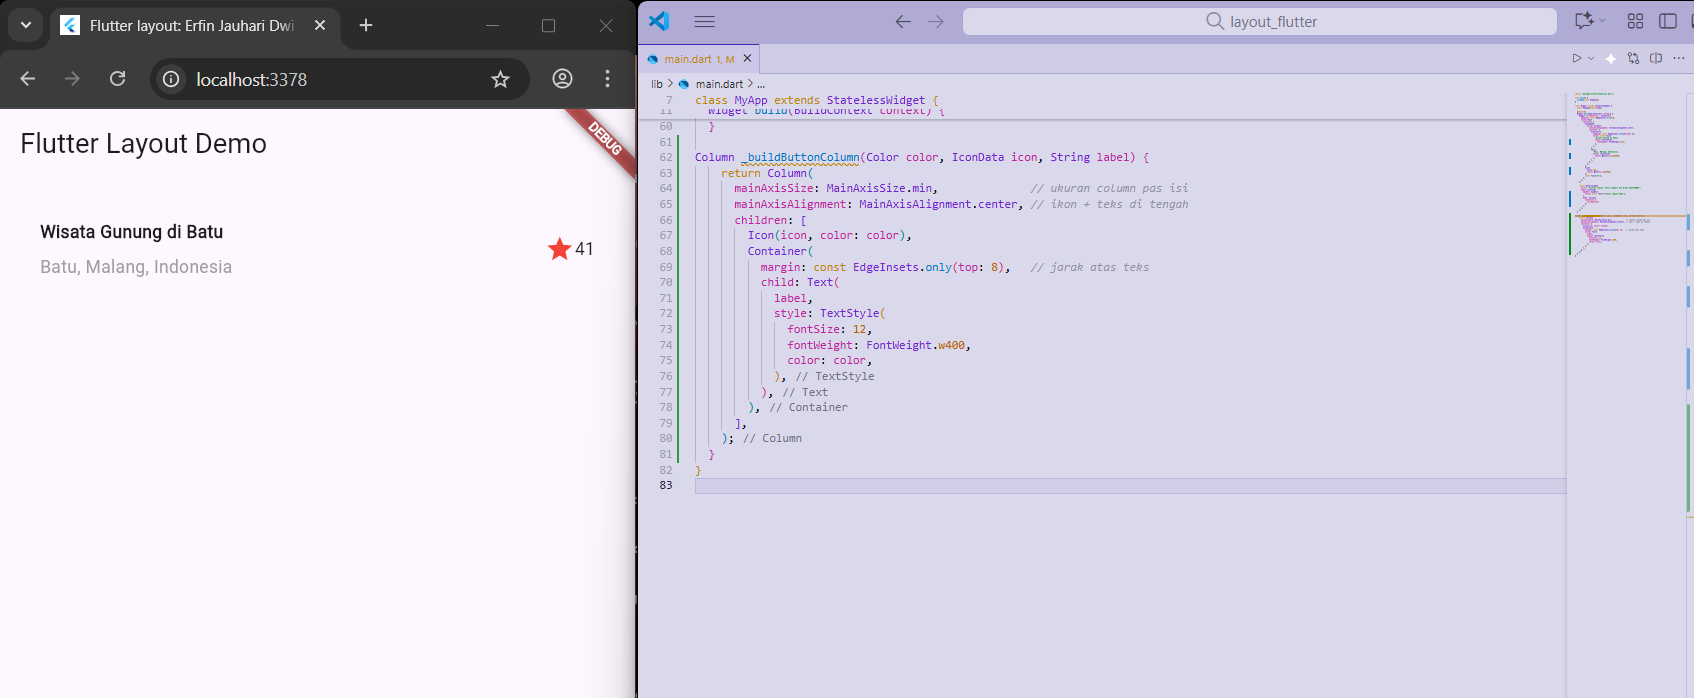 Flutter layout: Erfin Jauhari Dwi
localhost:3378
Flutter Layout Demo
DEBUG
Wisata Gunung di Batu
Batu, Malang, Indonesia
41
layout_flutter
main.dart 1, M
lib > main.dart > ...
7 class MyApp extends StatelessWidget {
11 Widget build(BuildContext context) {
60 }
61
62 Column _buildButtonColumn(Color color, IconData icon, String label) {
63 return Column(
64 mainAxisSize: MainAxisSize.min, // ukuran column pas isi
65 mainAxisAlignment: MainAxisAlignment.center, // ikon + teks di tengah
66 children: [
67 Icon(icon, color: color),
68 Container(
69 margin: const EdgeInsets.only(top: 8), // jarak atas teks
70 child: Text(
71 label,
72 style: TextStyle(
73 fontSize: 12,
74 fontWeight: FontWeight.w400,
75 color: color,
76 ), // TextStyle
77 ), // Text
78 ), // Container
79 ],
80 ); // Column
81 }
82 }
83